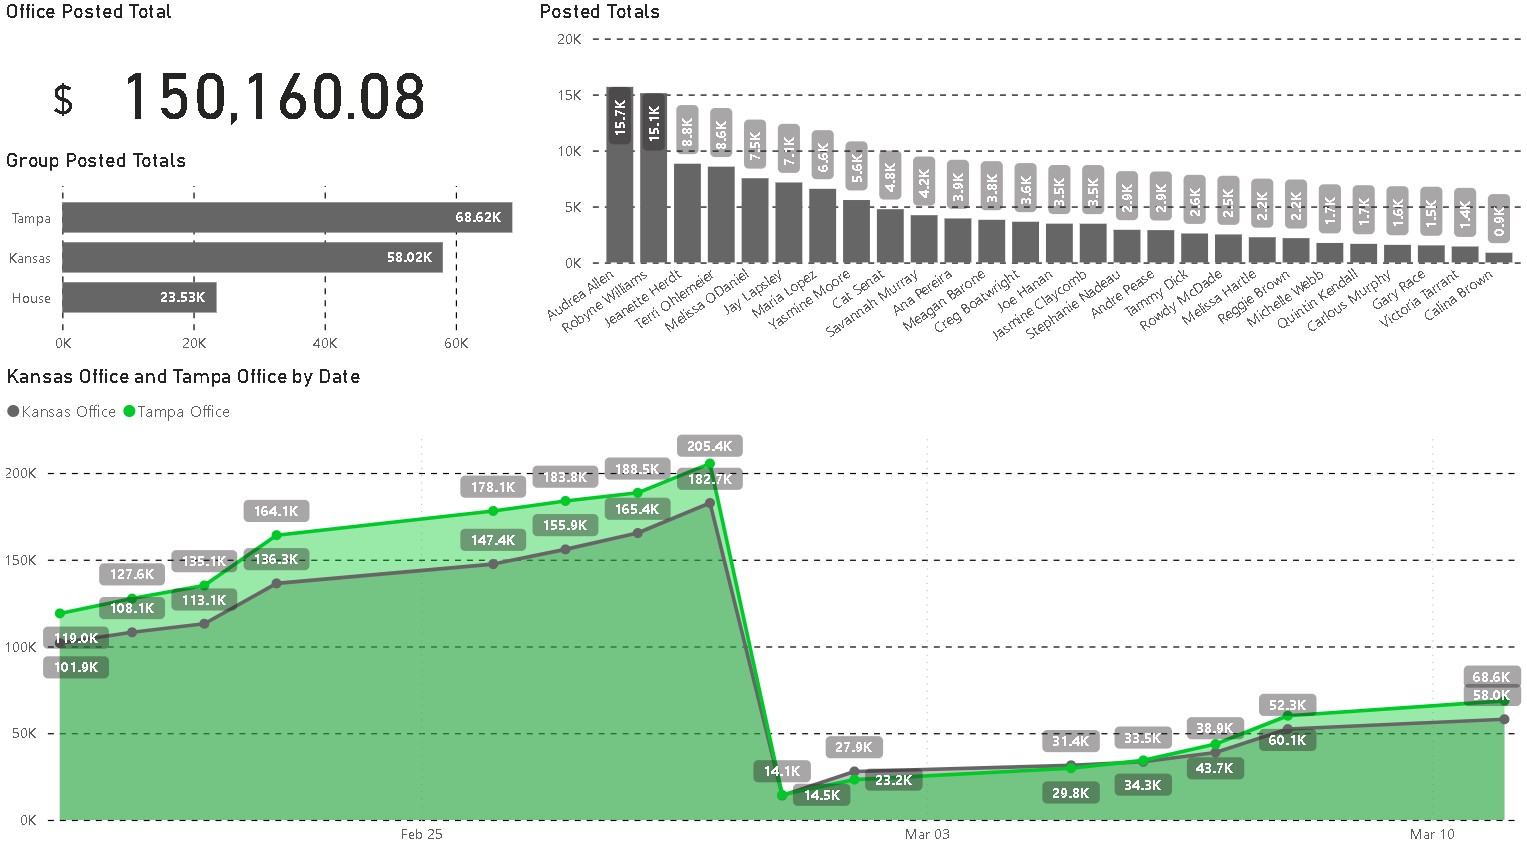 Office Posted Total
$ 150,160.08
Group Posted Totals
Tampa 68.62K
Kansas 58.02K
House 23.53K
0K 20K 40K 60K
Posted Totals
20K
15K
10K
5K
0K
15.7K 15.1K 8.8K 8.6K 7.5K 7.1K 6.6K 5.6K 4.8K 4.2K 3.9K 3.8K 3.6K 3.5K 3.5K 2.9K 2.9K 2.6K 2.5K 2.2K 2.2K 1.7K 1.7K 1.6K 1.5K 1.4K 0.9K
Audrea Allen
Robyne Williams
Jeanette Herdt
Terri Ohlemeier
Melissa ODaniel
Jay Lapsley
Maria Lopez
Yasmine Moore
Cat Senat
Savannah Murray
Ana Pereira
Meagan Barone
Creg Boatwright
Joe Hanan
Jasmine Claycomb
Stephanie Nadeau
Andre Pease
Tammy Dick
Rowdy McDade
Melissa Hartle
Reggie Brown
Michelle Webb
Quintin Kendall
Carlous Murphy
Gary Race
Victoria Tarrant
Calina Brown
Kansas Office and Tampa Office by Date
Kansas Office Tampa Office
200K
150K
100K
50K
0K
119.0K 127.6K 135.1K 164.1K 178.1K 183.8K 188.5K 205.4K
101.9K 108.1K 113.1K 136.3K 147.4K 155.9K 165.4K 182.7K
14.1K 27.9K 31.4K 33.5K 38.9K 52.3K 68.6K
14.5K 23.2K 29.8K 34.3K 43.7K 60.1K 58.0K
Feb 25 Mar 03 Mar 10